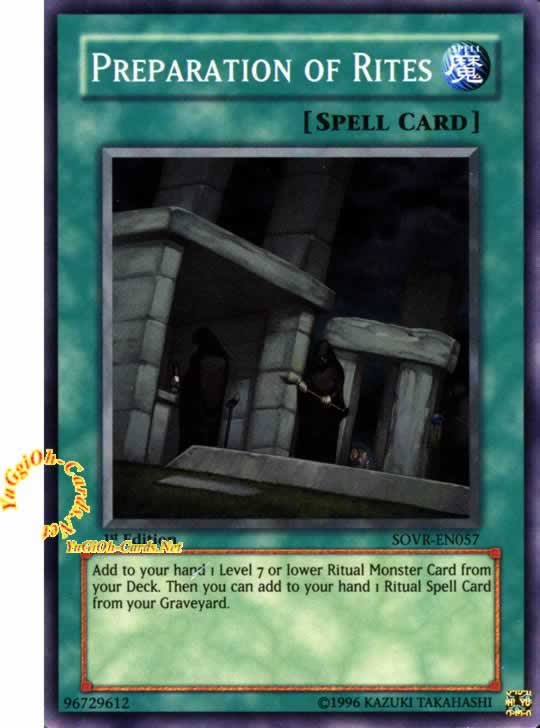 PREPARATION OF RITES
SPELL
魔
[SPELL CARD]
1st Edition
SOVR-EN057
YuGgiOh-Cards.Net
YuGiOh-Cards.Net
Add to your hand 1 Level 7 or lower Ritual Monster Card from
your Deck. Then you can add to your hand 1 Ritual Spell Card
from your Graveyard.
96729612
©1996 KAZUKI TAKAHASHI